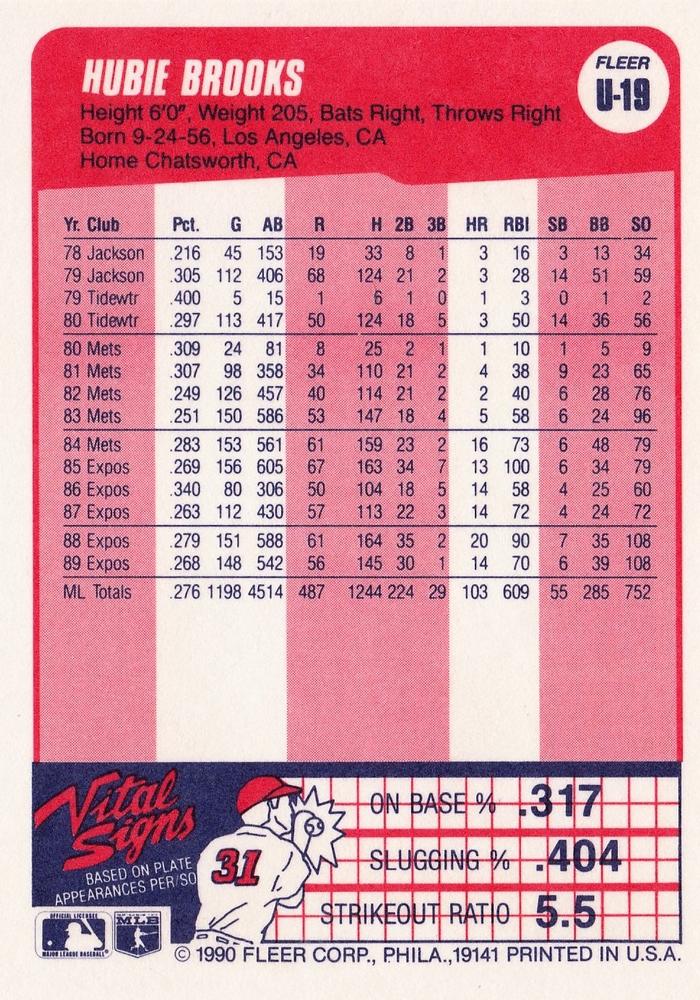 HUBIE BROOKS
FLEER
U-19
Height 6'0", Weight 205, Bats Right, Throws Right
Born 9-24-56, Los Angeles, CA
Home Chatsworth, CA
Yr. Club Pct. G AB R H 2B 3B HR RBI SB BB SO
78 Jackson .216 45 153 19 33 8 1 3 16 3 13 34
79 Jackson .305 112 406 68 124 21 2 3 28 14 51 59
79 Tidewtr .400 5 15 1 6 1 0 1 3 0 1 2
80 Tidewtr .297 113 417 50 124 18 5 3 50 14 36 56
80 Mets .309 24 81 8 25 2 1 1 10 1 5 9
81 Mets .307 98 358 34 110 21 2 4 38 9 23 65
82 Mets .249 126 457 40 114 21 2 2 40 6 28 76
83 Mets .251 150 586 53 147 18 4 5 58 6 24 96
84 Mets .283 153 561 61 159 23 2 16 73 6 48 79
85 Expos .269 156 605 67 163 34 7 13 100 6 34 79
86 Expos .340 80 306 50 104 18 5 14 58 4 25 60
87 Expos .263 112 430 57 113 22 3 14 72 4 24 72
88 Expos .279 151 588 61 164 35 2 20 90 7 35 108
89 Expos .268 148 542 56 145 30 1 14 70 6 39 108
ML Totals .276 1198 4514 487 1244 224 29 103 609 55 285 752
Vital
Signs
BASED ON PLATE
APPEARANCES PER/SO
31
ON BASE % .317
SLUGGING % .404
STRIKEOUT RATIO 5.5
OFFICIAL LICENSEE
MAJOR LEAGUE BASEBALL
MLB
© 1990 FLEER CORP., PHILA.,19141 PRINTED IN U.S.A.